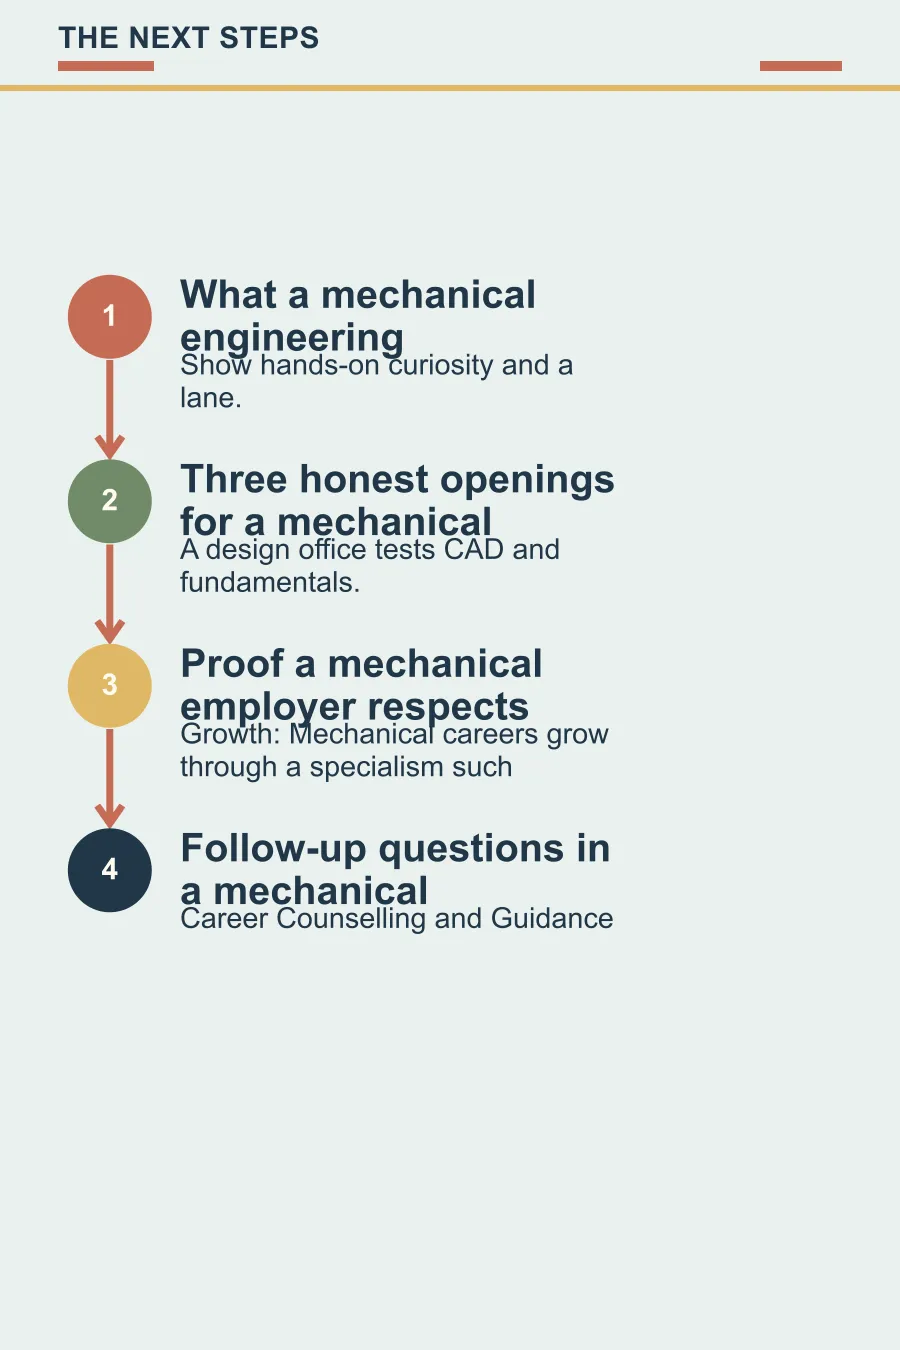 THE NEXT STEPS
1
What a mechanical
engineering
Show hands-on curiosity and a
lane.
2
Three honest openings
for a mechanical
A design office tests CAD and
fundamentals.
3
Proof a mechanical
employer respects
Growth: Mechanical careers grow
through a specialism such
4
Follow-up questions in
a mechanical
Career Counselling and Guidance